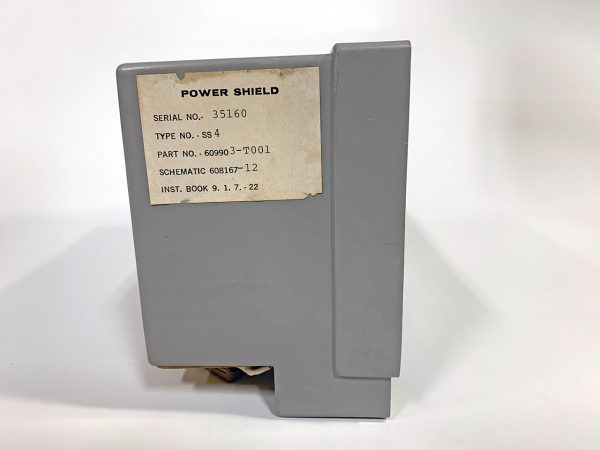 POWER SHIELD
SERIAL NO.- 35160
TYPE NO. - SS 4
PART NO. - 609903-T001
SCHEMATIC 608167-12
INST. BOOK 9. 1. 7. - 22